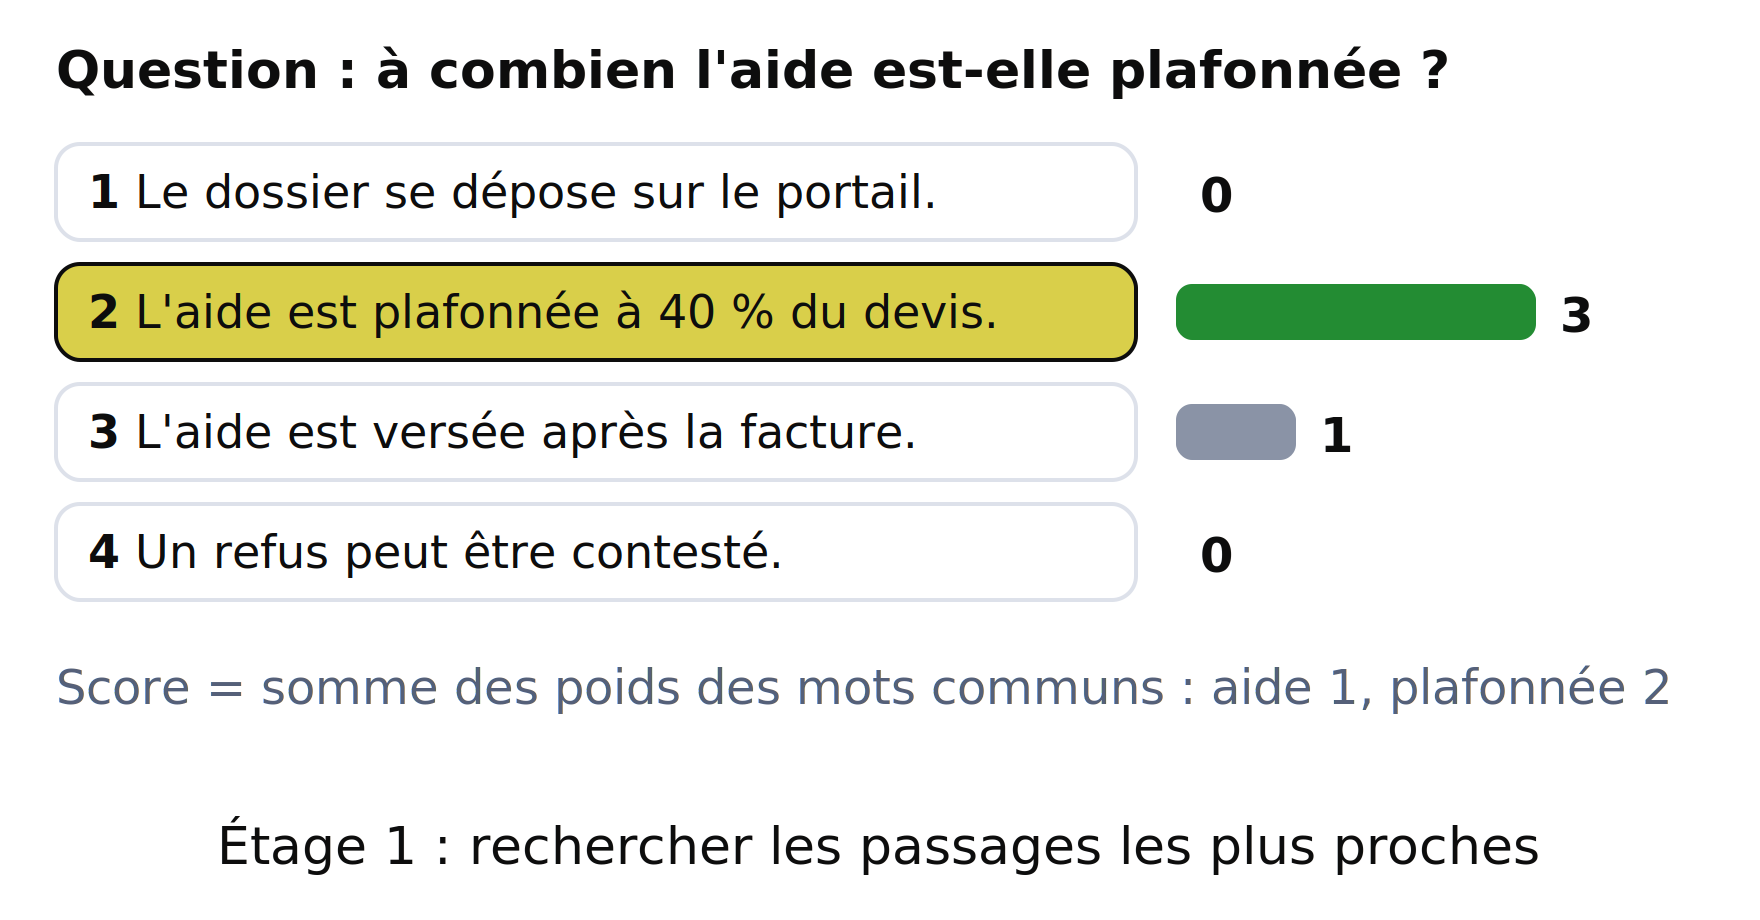 Question : à combien l'aide est-elle plafonnée ?
1 Le dossier se dépose sur le portail. 0
2 L'aide est plafonnée à 40 % du devis. 3
3 L'aide est versée après la facture. 1
4 Un refus peut être contesté. 0
Score = somme des poids des mots communs : aide 1, plafonnée 2
Étage 1 : rechercher les passages les plus proches